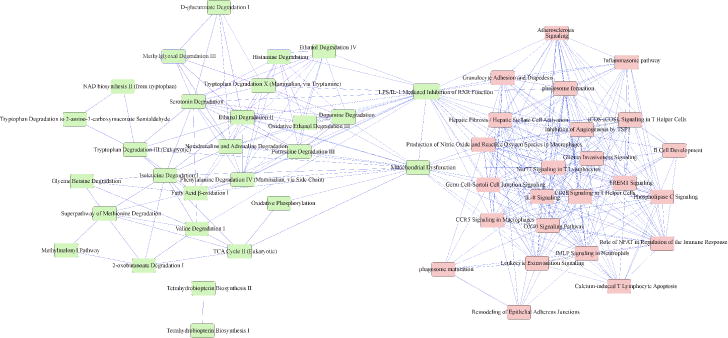 D-glucuronate Degradation I
Atherosclerosis
Signaling
Ethanol Degradation IV
Methylglyoxal Degradation III
Histamine Degradation
Inflammasome pathway
Granulocyte Adhesion and Diapedesis
NAD biosynthesis II (from tryptophan)
Tryptophan Degradation X (Mammalian, via Tryptamine)
phagosome formation
LPS/IL-1 Mediated Inhibition of RXR Function
Serotonin Degradation
Tryptophan Degradation to 2-amino-3-carboxymuconate Semialdehyde
Ethanol Degradation II
Dopamine Degradation
Hepatic Fibrosis / Hepatic Stellate Cell Activation
iCOS-iCOSL Signaling in T Helper Cells
Oxidative Ethanol Degradation III
Inhibition of Angiogenesis by TSP1
Tryptophan Degradation III (Eukaryotic)
Noradrenaline and Adrenaline Degradation
Putrescine Degradation III
Production of Nitric Oxide and Reactive Oxygen Species in Macrophages
B Cell Development
Glioma Invasiveness Signaling
Mitochondrial Dysfunction
Isoleucine Degradation I
Glycine Betaine Degradation
Phenylalanine Degradation IV (Mammalian, via Side Chain)
Germ Cell-Sertoli Cell Junction Signaling
TREM1 Signaling
Fatty Acid β-oxidation I
CD28 Signaling in T Helper Cells
IL-8 Signaling
Phospholipase C Signaling
Oxidative Phosphorylation
Superpathway of Methionine Degradation
CCR5 Signaling in Macrophages
CD40 Signaling Pathway
Valine Degradation I
Role of NFAT in Regulation of the Immune Response
Methylmalonyl Pathway
TCA Cycle II (Eukaryotic)
fMLP Signaling in Neutrophils
2-oxobutanoate Degradation I
Leukocyte Extravasation Signaling
phagosome maturation
Tetrahydrobiopterin Biosynthesis II
Calcium-induced T Lymphocyte Apoptosis
Remodeling of Epithelial Adherens Junctions
Tetrahydrobiopterin Biosynthesis I